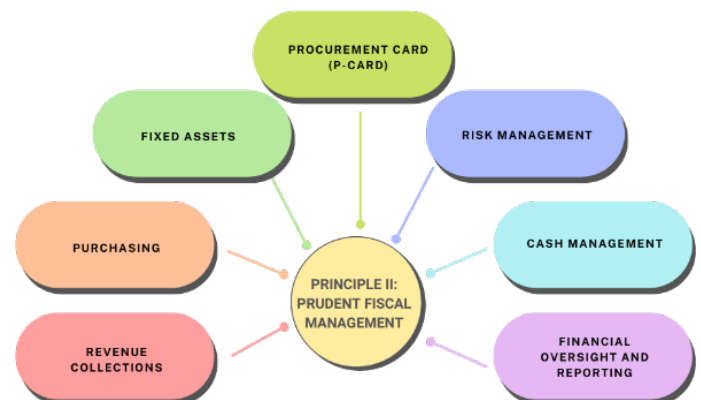 PROCUREMENT CARD
(P-CARD)
FIXED ASSETS
RISK MANAGEMENT
PURCHASING
CASH MANAGEMENT
PRINCIPLE II:
PRUDENT FISCAL
MANAGEMENT
REVENUE
COLLECTIONS
FINANCIAL
OVERSIGHT AND
REPORTING